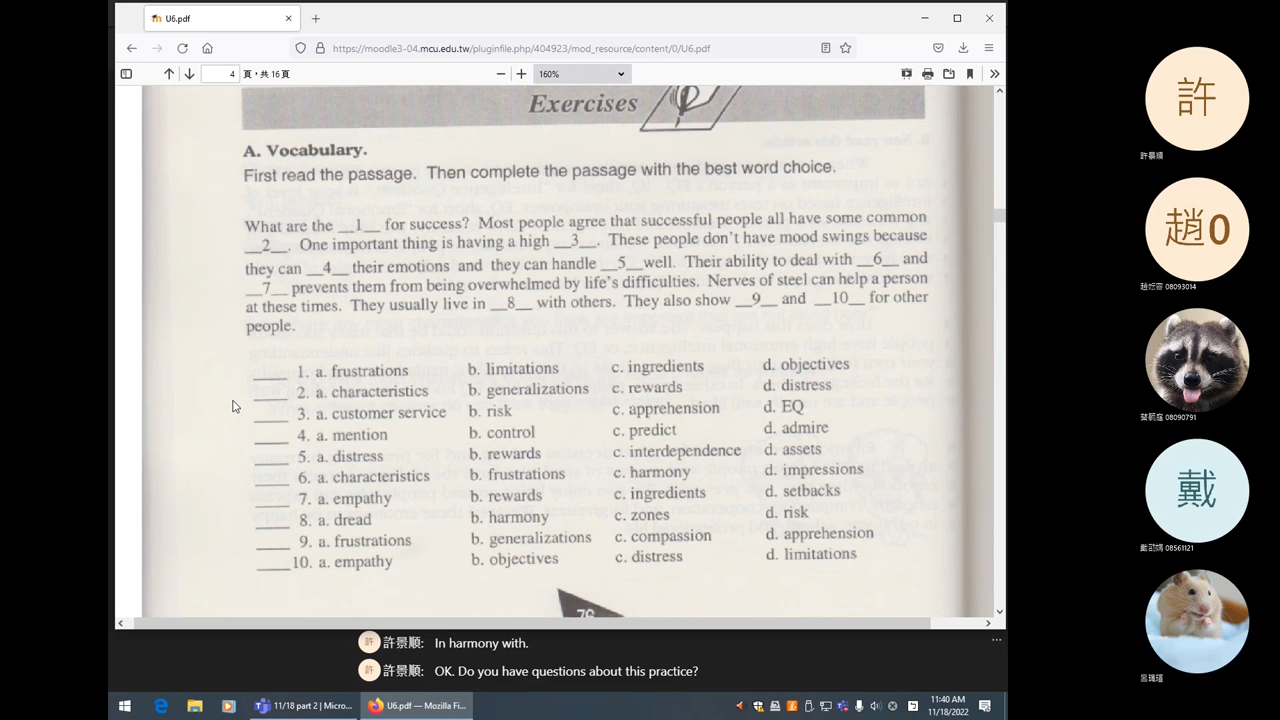 U6.pdf
https://moodle3-04.mcu.edu.tw/pluginfile.php/404923/mod_resource/content/0/U6.pdf
4 頁，共 16 頁
160%
Exercises
A. Vocabulary.
First read the passage. Then complete the passage with the best word choice.
What are the __1__ for success? Most people agree that successful people all have some common
__2__. One important thing is having a high __3__. These people don't have mood swings because
they can __4__ their emotions and they can handle __5__ well. Their ability to deal with __6__ and
__7__ prevents them from being overwhelmed by life's difficulties. Nerves of steel can help a person
at these times. They usually live in __8__ with others. They also show __9__ and __10__ for other
people.
____ 1. a. frustrations b. limitations c. ingredients d. objectives
____ 2. a. characteristics b. generalizations c. rewards d. distress
____ 3. a. customer service b. risk c. apprehension d. EQ
____ 4. a. mention b. control c. predict d. admire
____ 5. a. distress b. rewards c. interdependence d. assets
____ 6. a. characteristics b. frustrations c. harmony d. impressions
____ 7. a. empathy b. rewards c. ingredients d. setbacks
____ 8. a. dread b. harmony c. zones d. risk
____ 9. a. frustrations b. generalizations c. compassion d. apprehension
____10. a. empathy b. objectives c. distress d. limitations
76
許 許景順: In harmony with.
許 許景順: OK. Do you have questions about this practice?
11/18 part 2 | Micro...
U6.pdf — Mozilla Fi...
11:40 AM
11/18/2022
許
許景順
趙0
08093014
08090791
戴
08561121